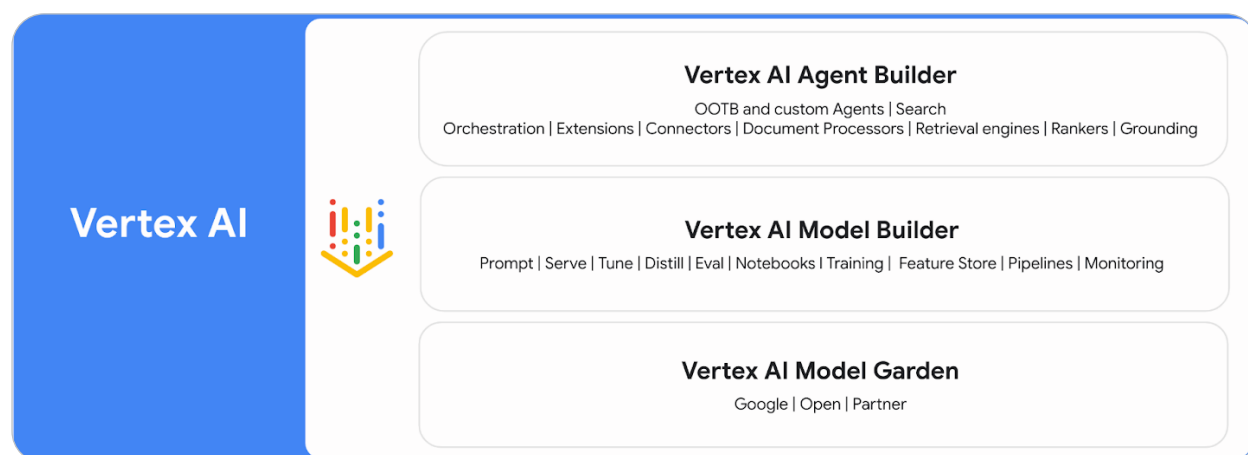 Vertex AI
Vertex AI Agent Builder
OOTB and custom Agents | Search
Orchestration | Extensions | Connectors | Document Processors | Retrieval engines | Rankers | Grounding
Vertex AI Model Builder
Prompt | Serve | Tune | Distill | Eval | Notebooks I Training | Feature Store | Pipelines | Monitoring
Vertex AI Model Garden
Google | Open | Partner